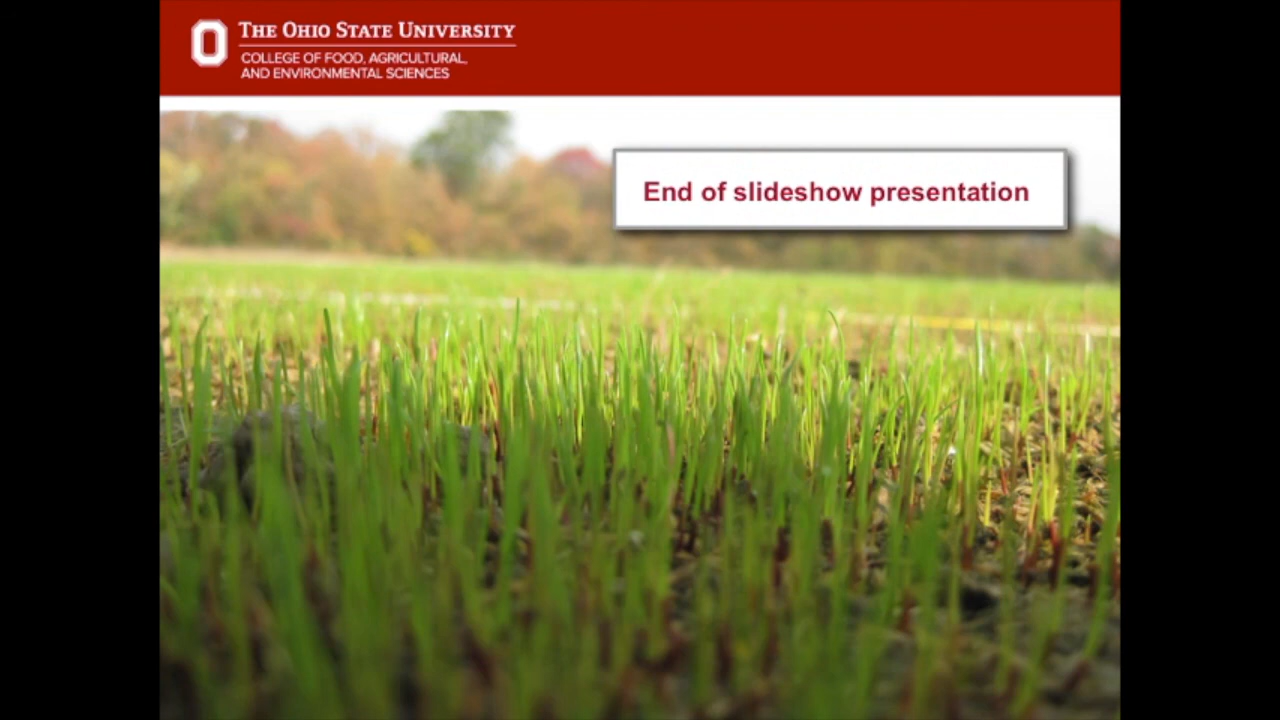 THE OHIO STATE UNIVERSITY
COLLEGE OF FOOD, AGRICULTURAL,
AND ENVIRONMENTAL SCIENCES
End of slideshow presentation